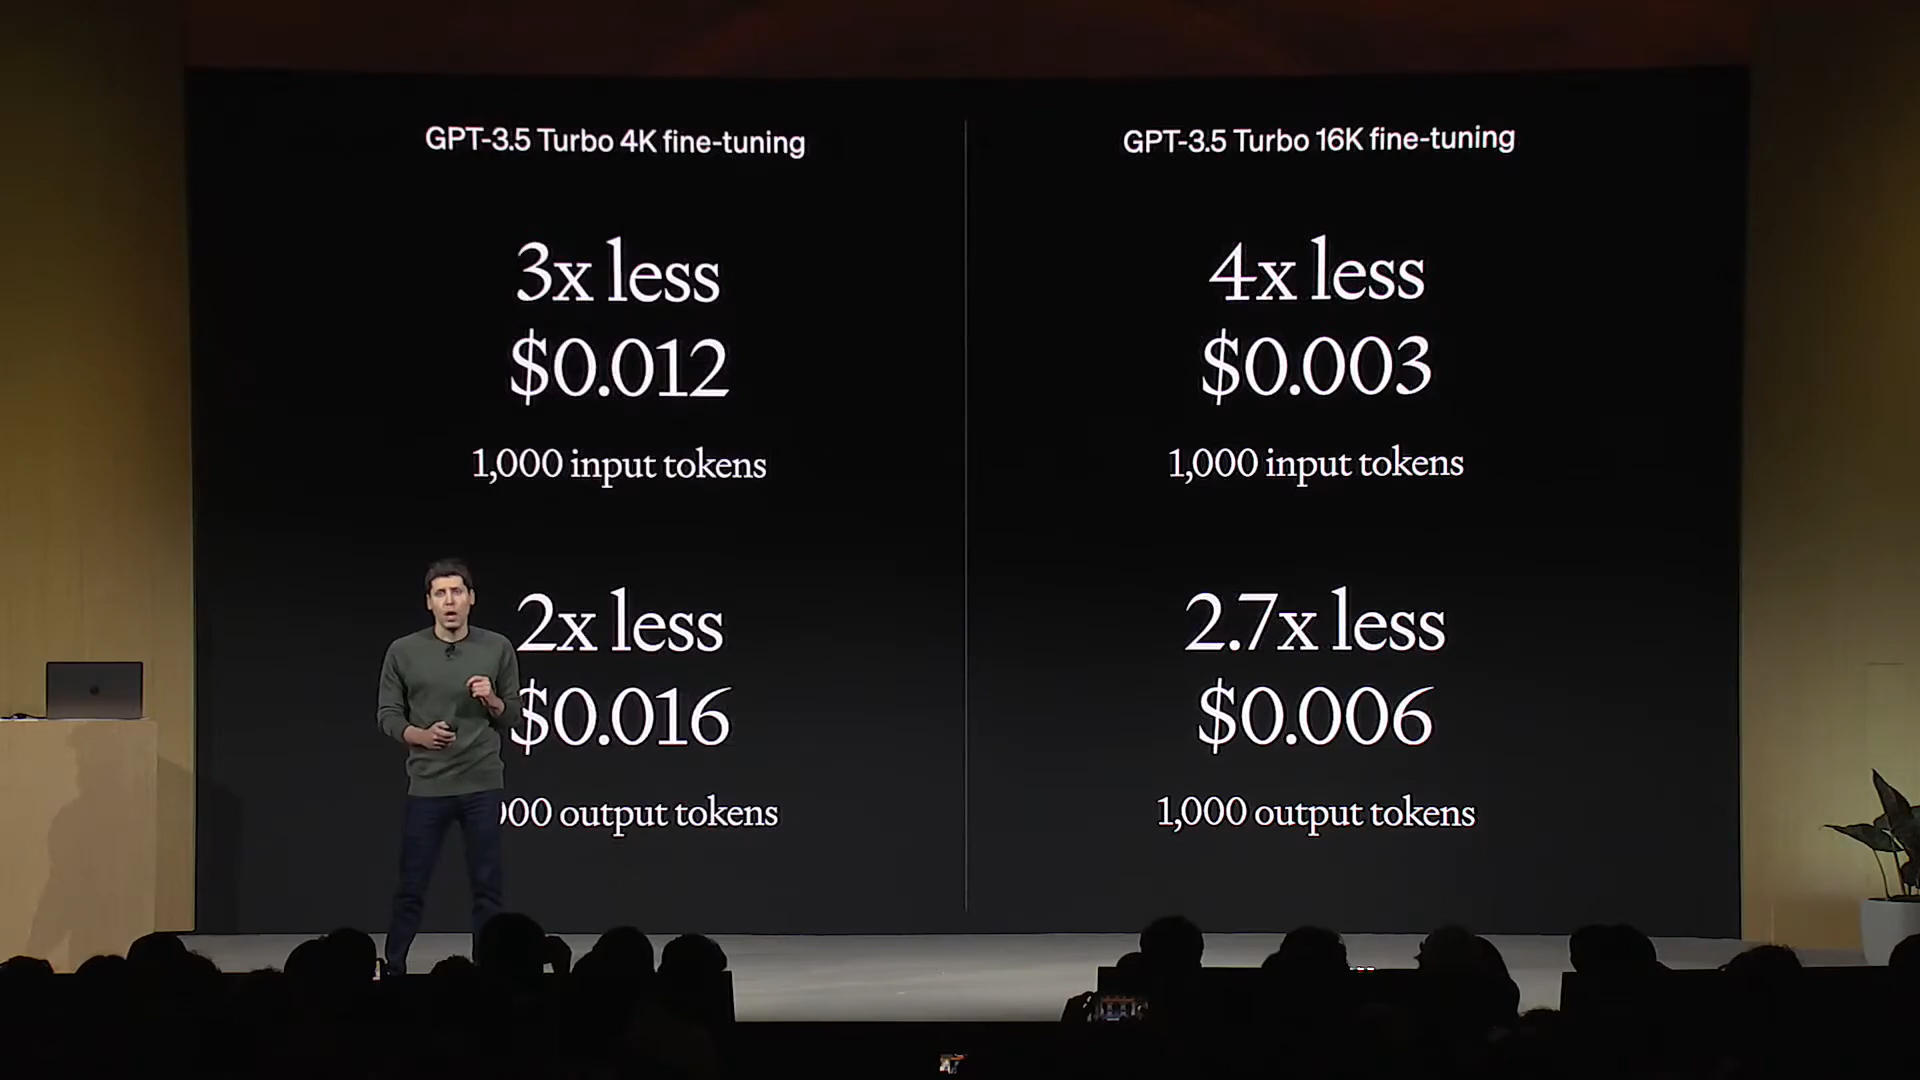 GPT-3.5 Turbo 4K fine-tuning
3x less
$0.012
1,000 input tokens
2x less
$0.016
output tokens
GPT-3.5 Turbo 16K fine-tuning
4x less
$0.003
1,000 input tokens
2.7x less
$0.006
1,000 output tokens